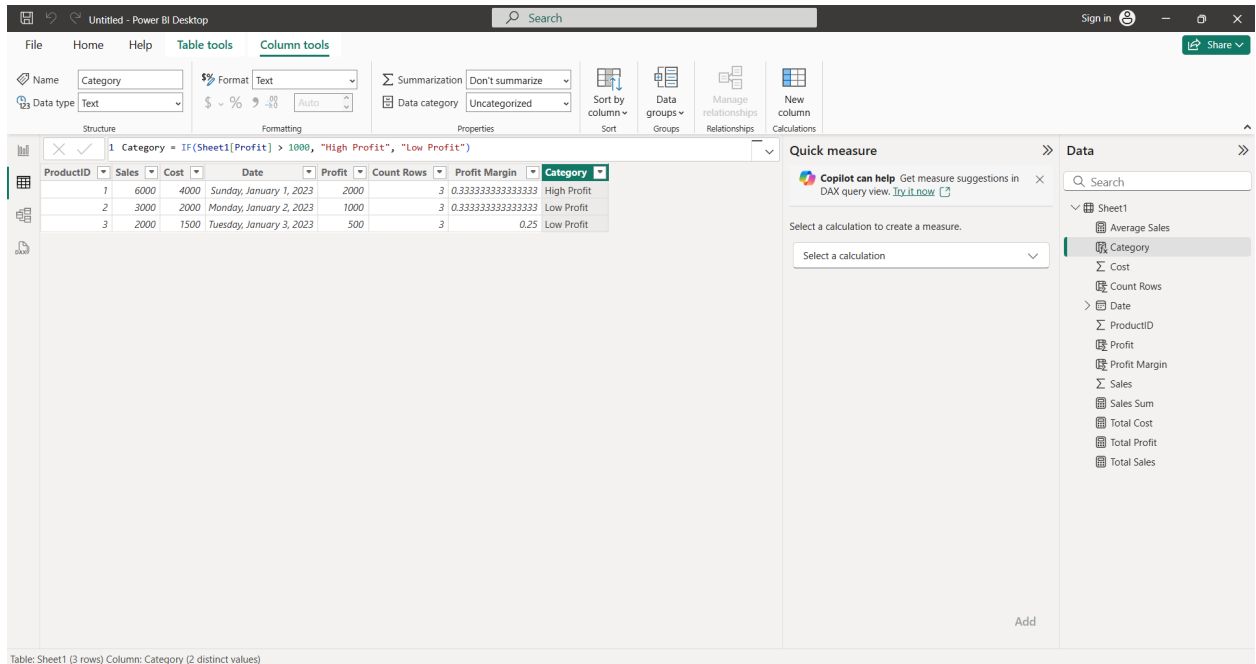 Untitled - Power BI Desktop
Search
Sign in
File Home Help Table tools Column tools
Share
Name Category
$% Format Text
Summarization Don't summarize
Data type Text
$ % 9 .00 →0 Auto
Data category Uncategorized
Sort by column
Data groups
Manage relationships
New column
Structure Formatting Properties Sort Groups Relationships Calculations
1 Category = IF(Sheet1[Profit] > 1000, "High Profit", "Low Profit")
ProductID Sales Cost Date Profit Count Rows Profit Margin Category
1 6000 4000 Sunday, January 1, 2023 2000 3 0.333333333333333 High Profit
2 3000 2000 Monday, January 2, 2023 1000 3 0.333333333333333 Low Profit
3 2000 1500 Tuesday, January 3, 2023 500 3 0.25 Low Profit
Quick measure
Copilot can help Get measure suggestions in
DAX query view. Try it now
Select a calculation to create a measure.
Select a calculation
Add
Data
Search
Sheet1
Average Sales
Category
Cost
Count Rows
Date
ProductID
Profit
Profit Margin
Sales
Sales Sum
Total Cost
Total Profit
Total Sales
Table: Sheet1 (3 rows) Column: Category (2 distinct values)